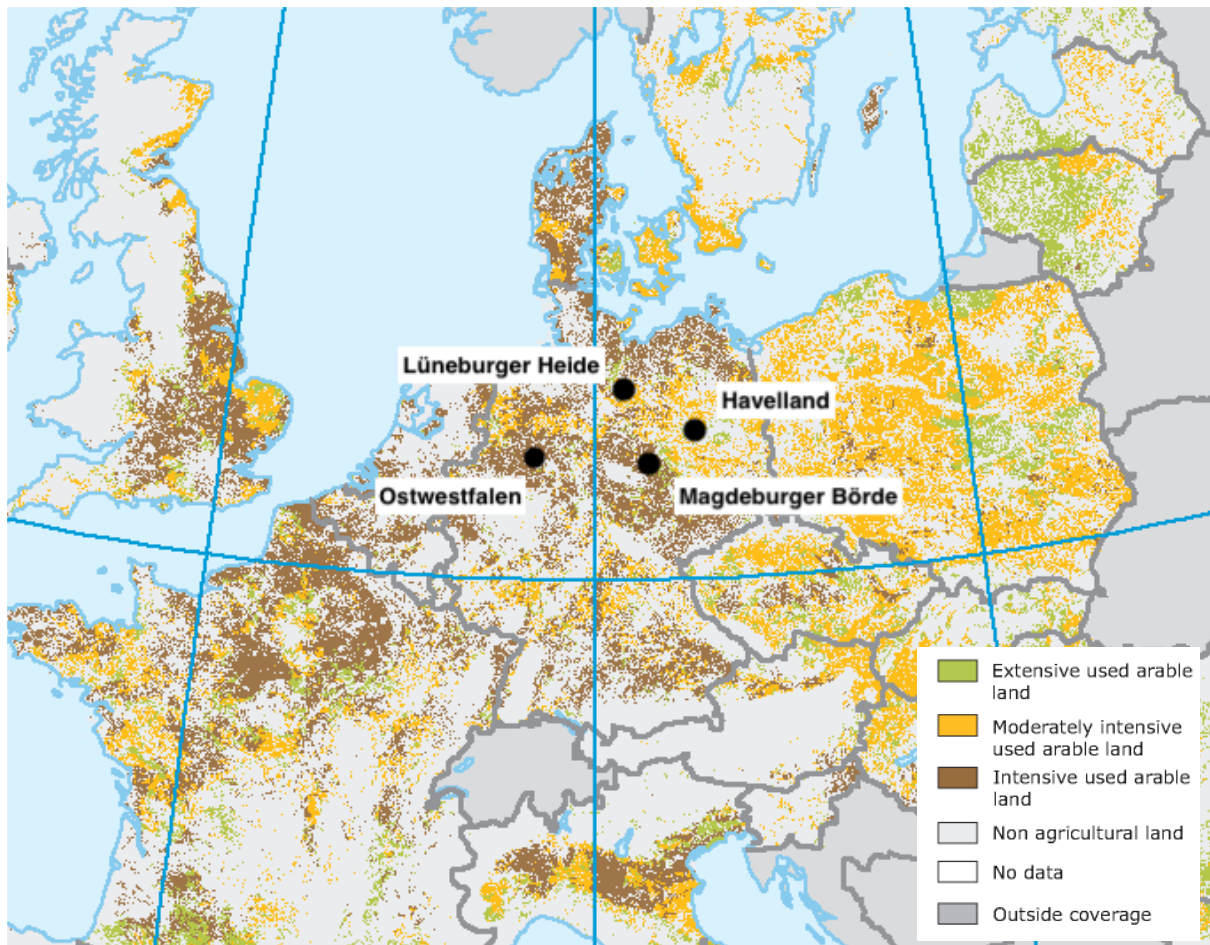 Lüneburger Heide
Havelland
Ostwestfalen
Magdeburger Börde
Extensive used arable
land
Moderately intensive
used arable land
Intensive used arable
land
Non agricultural land
No data
Outside coverage